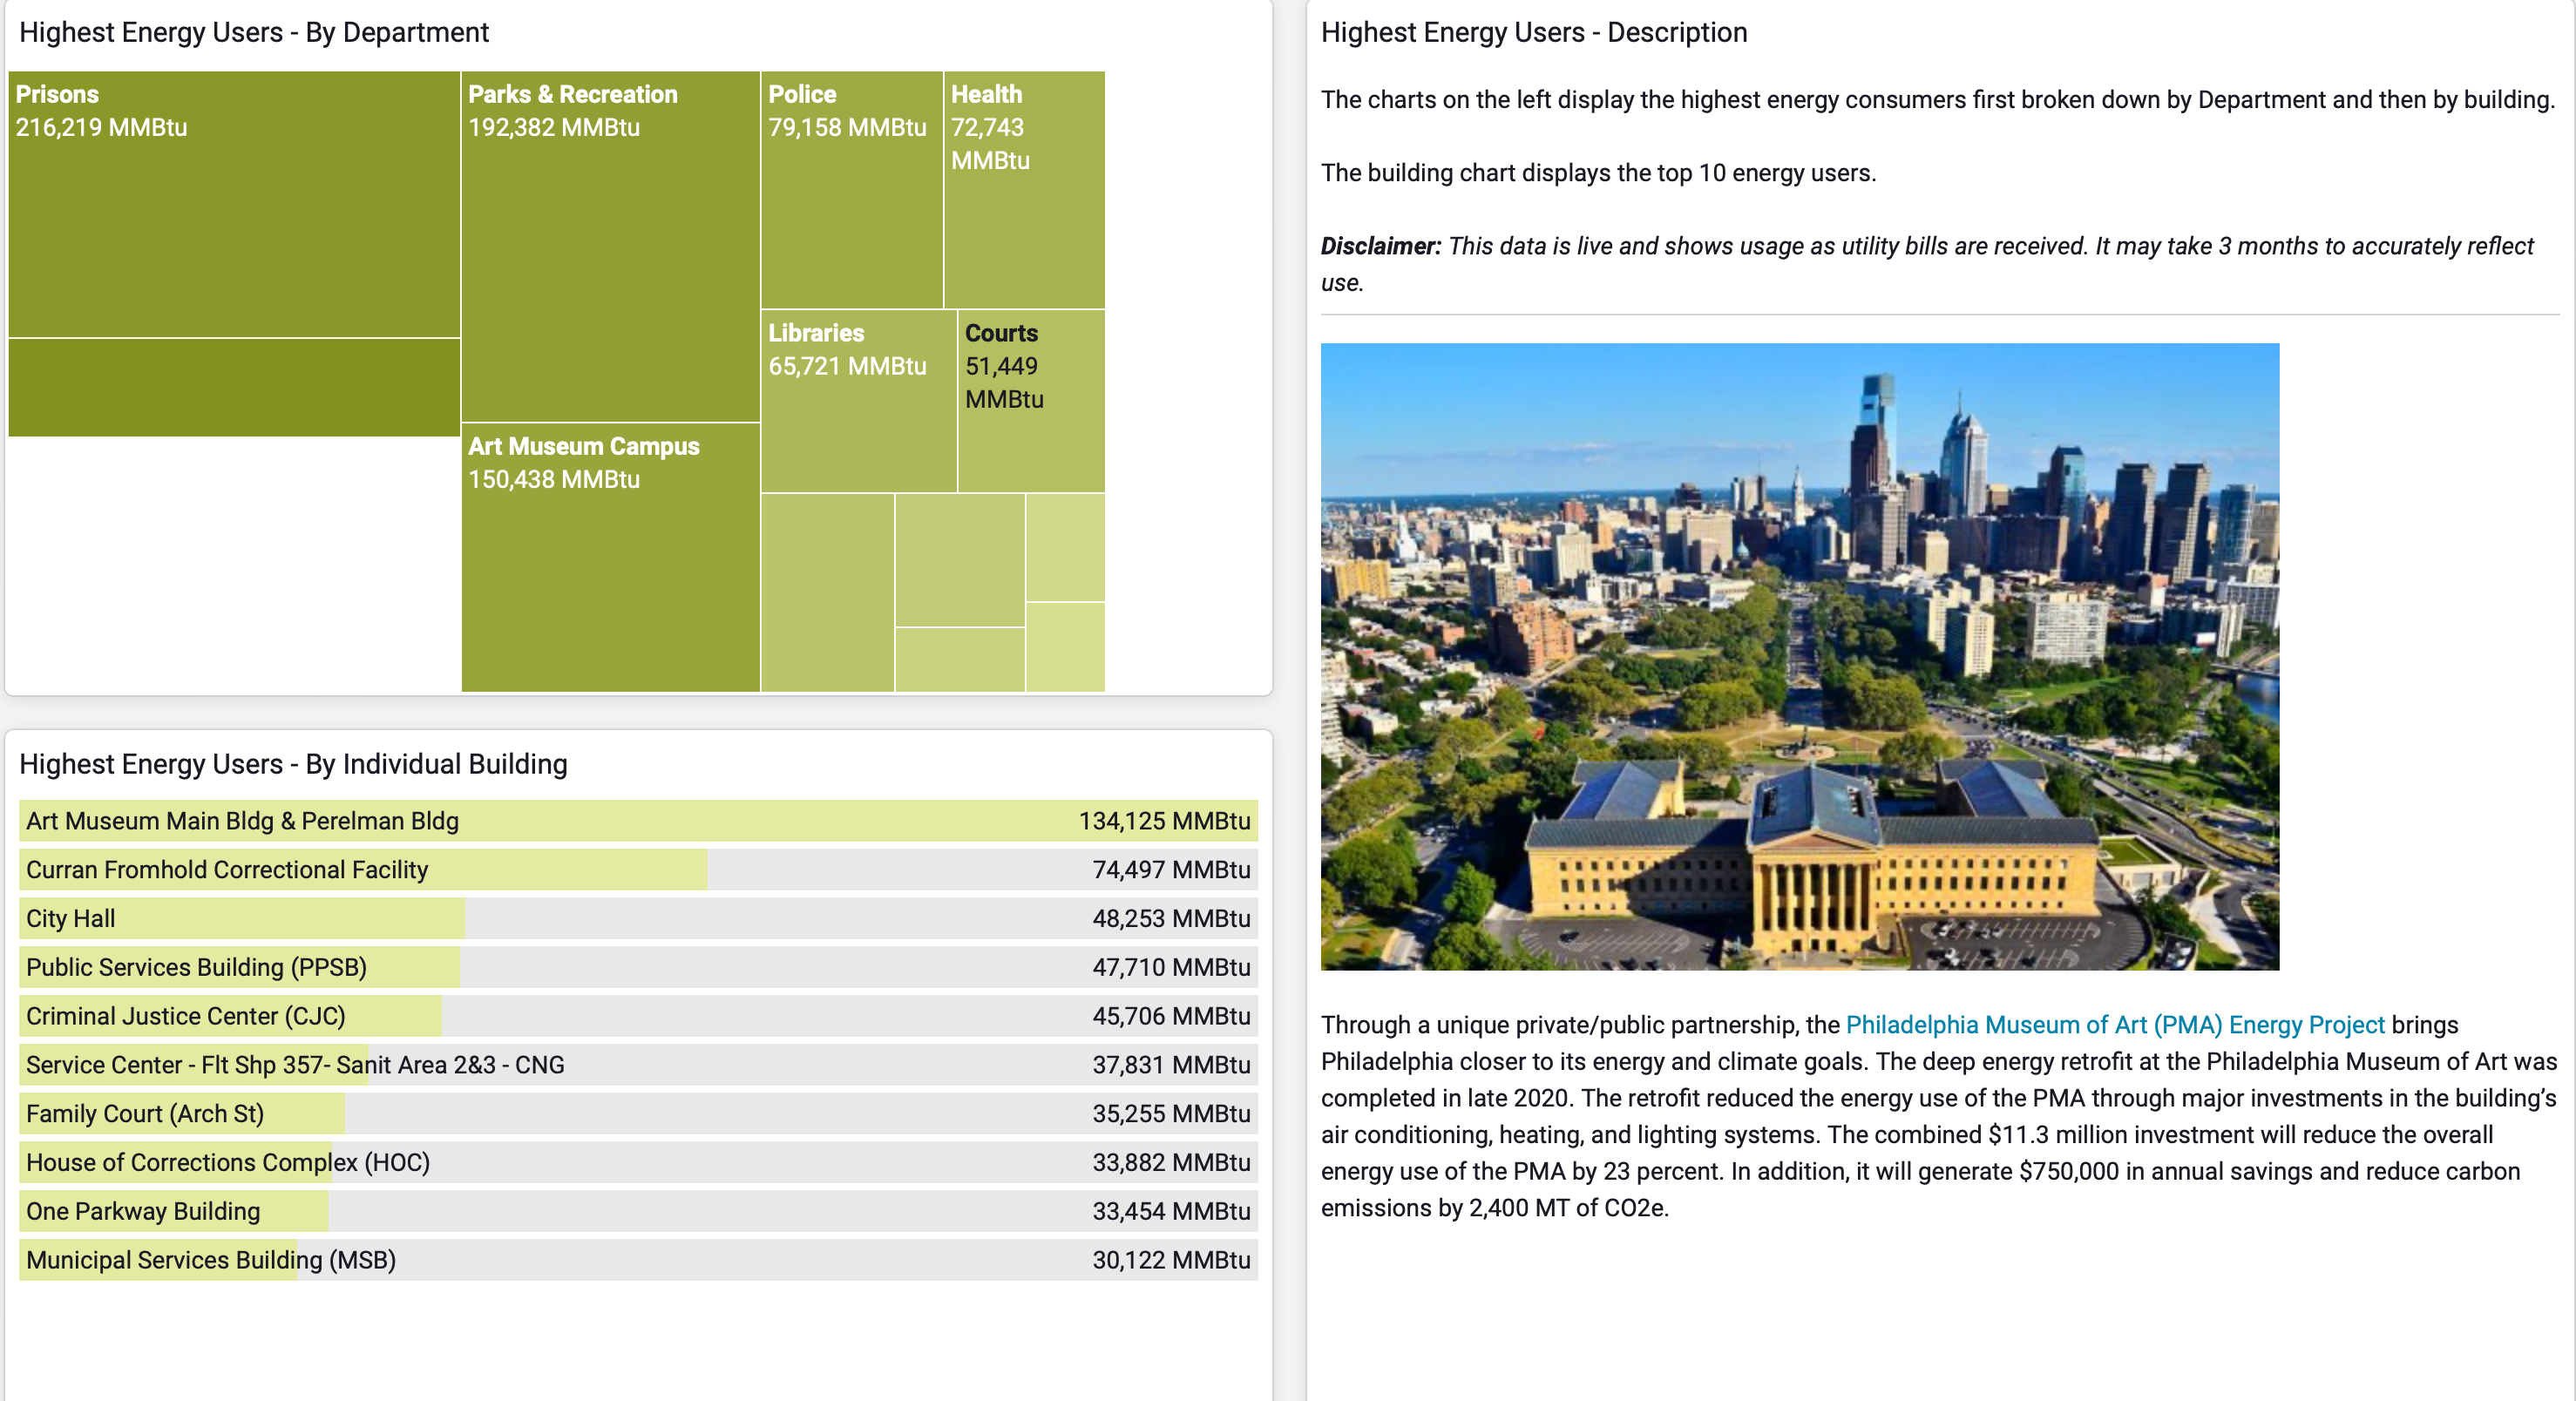 Highest Energy Users - By Department
Prisons
216,219 MMBtu
Parks & Recreation
192,382 MMBtu
Art Museum Campus
150,438 MMBtu
Police
79,158 MMBtu
Health
72,743
MMBtu
Libraries
65,721 MMBtu
Courts
51,449
MMBtu
Highest Energy Users - By Individual Building
Art Museum Main Bldg & Perelman Bldg 134,125 MMBtu
Curran Fromhold Correctional Facility 74,497 MMBtu
City Hall 48,253 MMBtu
Public Services Building (PPSB) 47,710 MMBtu
Criminal Justice Center (CJC) 45,706 MMBtu
Service Center - Flt Shp 357- Sanit Area 2&3 - CNG 37,831 MMBtu
Family Court (Arch St) 35,255 MMBtu
House of Corrections Complex (HOC) 33,882 MMBtu
One Parkway Building 33,454 MMBtu
Municipal Services Building (MSB) 30,122 MMBtu
Highest Energy Users - Description
The charts on the left display the highest energy consumers first broken down by Department and then by building.
The building chart displays the top 10 energy users.
Disclaimer: This data is live and shows usage as utility bills are received. It may take 3 months to accurately reflect
use.
Through a unique private/public partnership, the Philadelphia Museum of Art (PMA) Energy Project brings
Philadelphia closer to its energy and climate goals. The deep energy retrofit at the Philadelphia Museum of Art was
completed in late 2020. The retrofit reduced the energy use of the PMA through major investments in the building’s
air conditioning, heating, and lighting systems. The combined $11.3 million investment will reduce the overall
energy use of the PMA by 23 percent. In addition, it will generate $750,000 in annual savings and reduce carbon
emissions by 2,400 MT of CO2e.